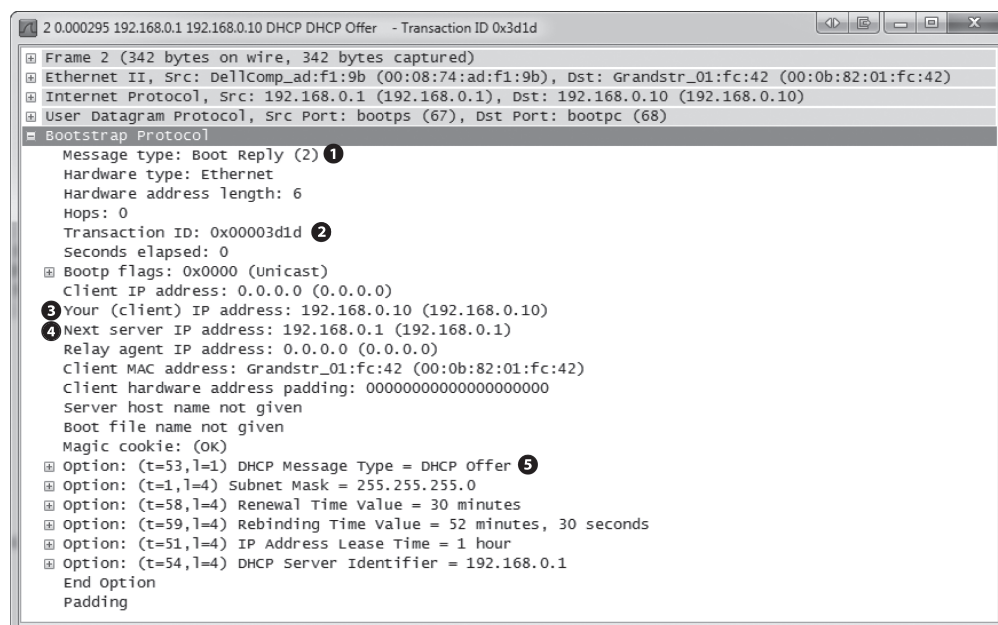 2 0.000295 192.168.0.1 192.168.0.10 DHCP DHCP Offer - Transaction ID 0x3d1d
Frame 2 (342 bytes on wire, 342 bytes captured)
Ethernet II, Src: DellComp_ad:f1:9b (00:08:74:ad:f1:9b), Dst: Grandstr_01:fc:42 (00:0b:82:01:fc:42)
Internet Protocol, Src: 192.168.0.1 (192.168.0.1), Dst: 192.168.0.10 (192.168.0.10)
User Datagram Protocol, Src Port: bootps (67), Dst Port: bootpc (68)
Bootstrap Protocol
Message type: Boot Reply (2) ❶
Hardware type: Ethernet
Hardware address length: 6
Hops: 0
Transaction ID: 0x00003d1d ❷
Seconds elapsed: 0
Bootp flags: 0x0000 (Unicast)
Client IP address: 0.0.0.0 (0.0.0.0)
❸ Your (client) IP address: 192.168.0.10 (192.168.0.10)
❹ Next server IP address: 192.168.0.1 (192.168.0.1)
Relay agent IP address: 0.0.0.0 (0.0.0.0)
Client MAC address: Grandstr_01:fc:42 (00:0b:82:01:fc:42)
Client hardware address padding: 00000000000000000000
Server host name not given
Boot file name not given
Magic cookie: (OK)
Option: (t=53,l=1) DHCP Message Type = DHCP Offer ❺
Option: (t=1,l=4) Subnet Mask = 255.255.255.0
Option: (t=58,l=4) Renewal Time Value = 30 minutes
Option: (t=59,l=4) Rebinding Time Value = 52 minutes, 30 seconds
Option: (t=51,l=4) IP Address Lease Time = 1 hour
Option: (t=54,l=4) DHCP Server Identifier = 192.168.0.1
End Option
Padding